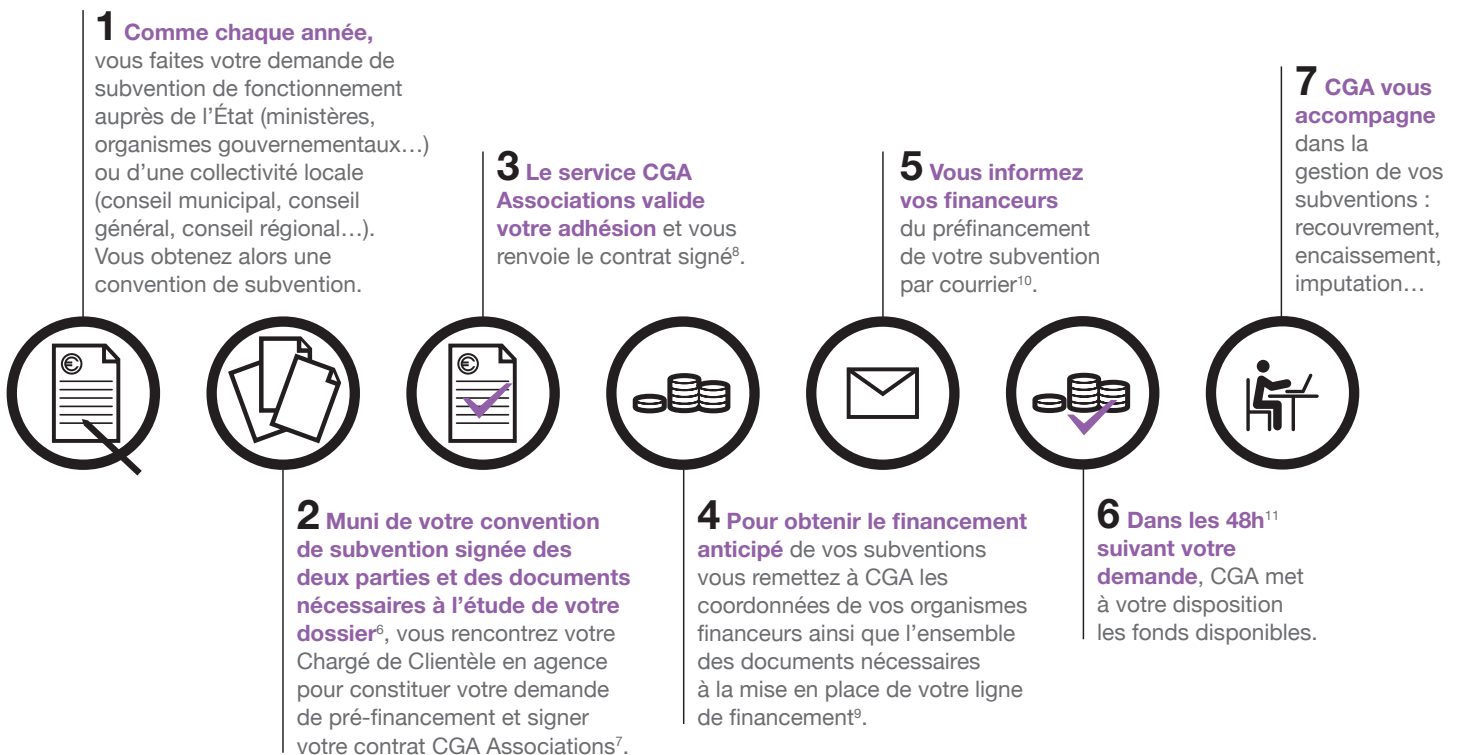 1 Comme chaque année,
vous faites votre demande de
subvention de fonctionnement
auprès de l’État (ministères,
organismes gouvernementaux…)
ou d’une collectivité locale
(conseil municipal, conseil
général, conseil régional…).
Vous obtenez alors une
convention de subvention.
2 Muni de votre convention
de subvention signée des
deux parties et des documents
nécessaires à l’étude de votre
dossier⁶, vous rencontrez votre
Chargé de Clientèle en agence
pour constituer votre demande
de pré-financement et signer
votre contrat CGA Associations⁷.
3 Le service CGA
Associations valide
votre adhésion et vous
renvoie le contrat signé⁸.
4 Pour obtenir le financement
anticipé de vos subventions
vous remettez à CGA les
coordonnées de vos organismes
financeurs ainsi que l’ensemble
des documents nécessaires
à la mise en place de votre ligne
de financement⁹.
5 Vous informez
vos financeurs
du préfinancement
de votre subvention
par courrier¹⁰.
6 Dans les 48h¹¹
suivant votre
demande, CGA met
à votre disposition
les fonds disponibles.
7 CGA vous
accompagne
dans la
gestion de vos
subventions :
recouvrement,
encaissement,
imputation…
€
€